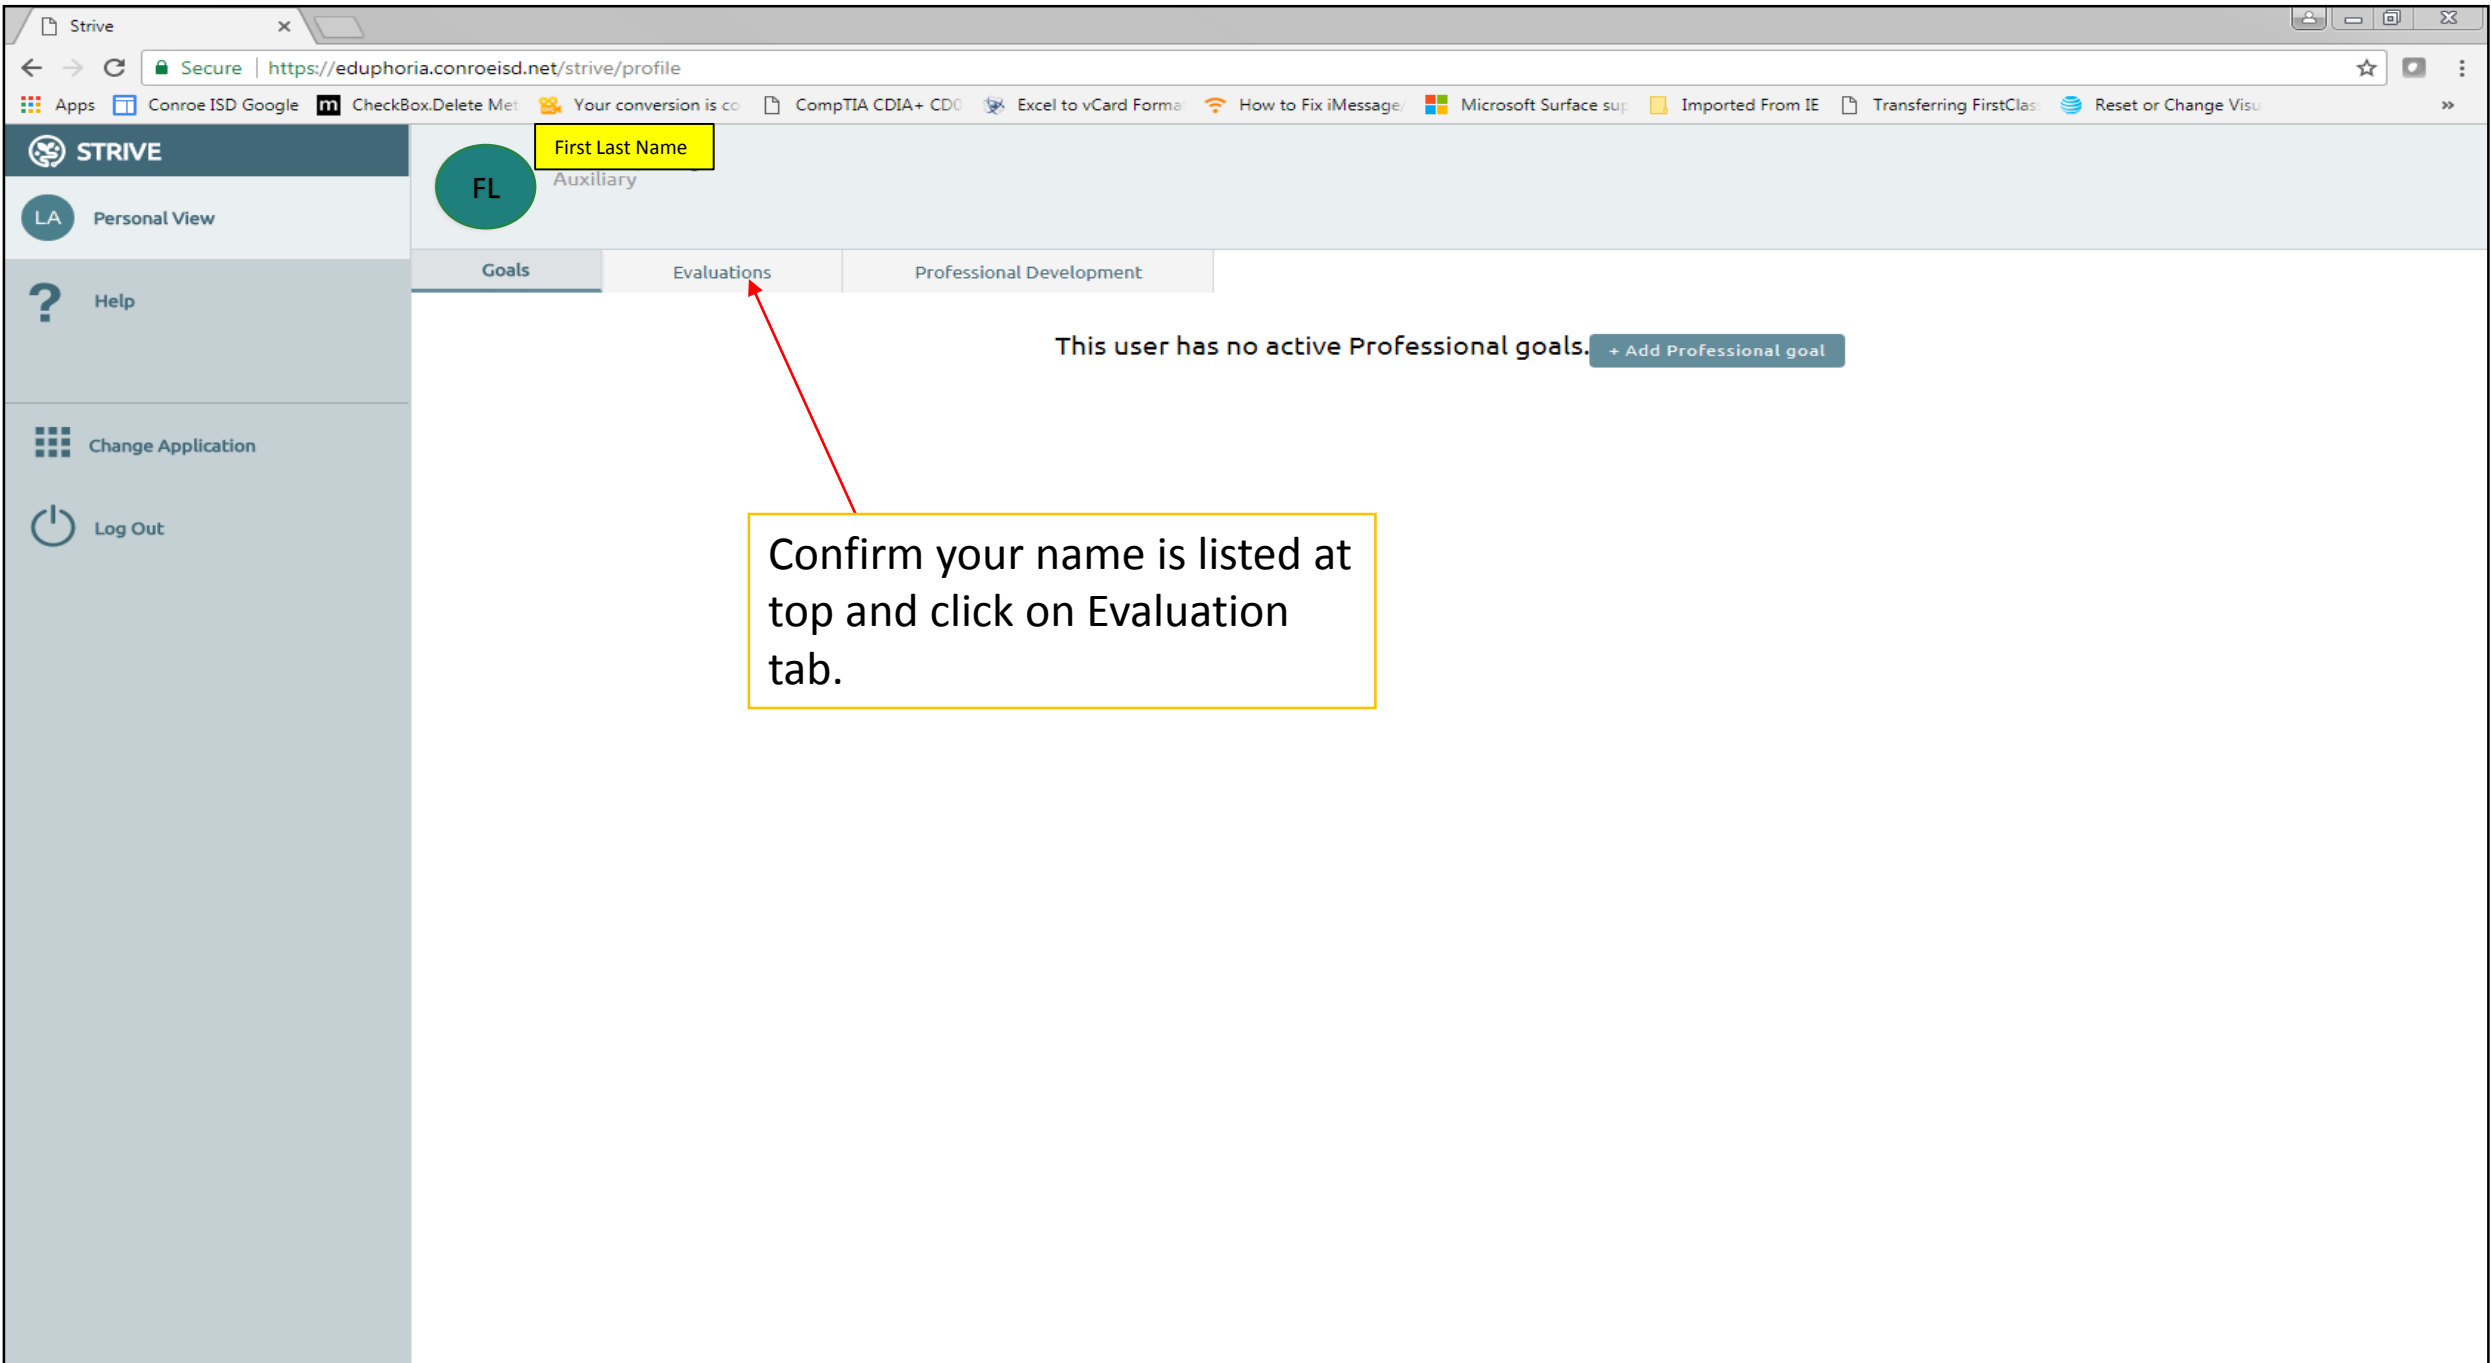 Strive
Secure | https://eduphoria.conroeisd.net/strive/profile
Apps Conroe ISD Google CheckBox.Delete Met Your conversion is co CompTIA CDIA+ CD0 Excel to vCard Forma How to Fix iMessage/ Microsoft Surface sup Imported From IE Transferring FirstClas Reset or Change Visu »
STRIVE
First Last Name
FL
Auxiliary
LA Personal View
Goals Evaluations Professional Development
? Help
This user has no active Professional goals. + Add Professional goal
Change Application
Log Out
Confirm your name is listed at
top and click on Evaluation
tab.